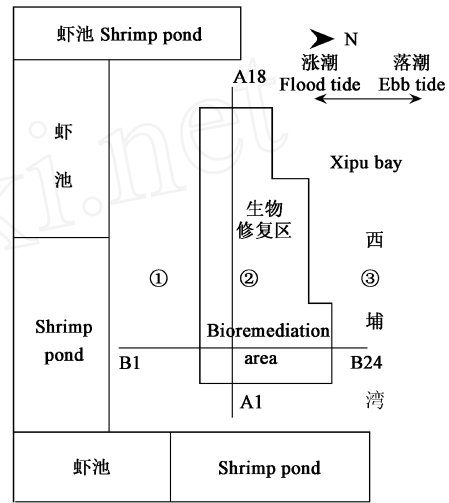 虾池 Shrimp pond
N
涨潮 落潮
Flood tide Ebb tide
A18
虾
池
Xipu bay
生物
修复区
西
① ② ③
埔
Shrimp
pond
Bioremediation
area
B1 B24
A1
湾
虾池 Shrimp pond
xi.net